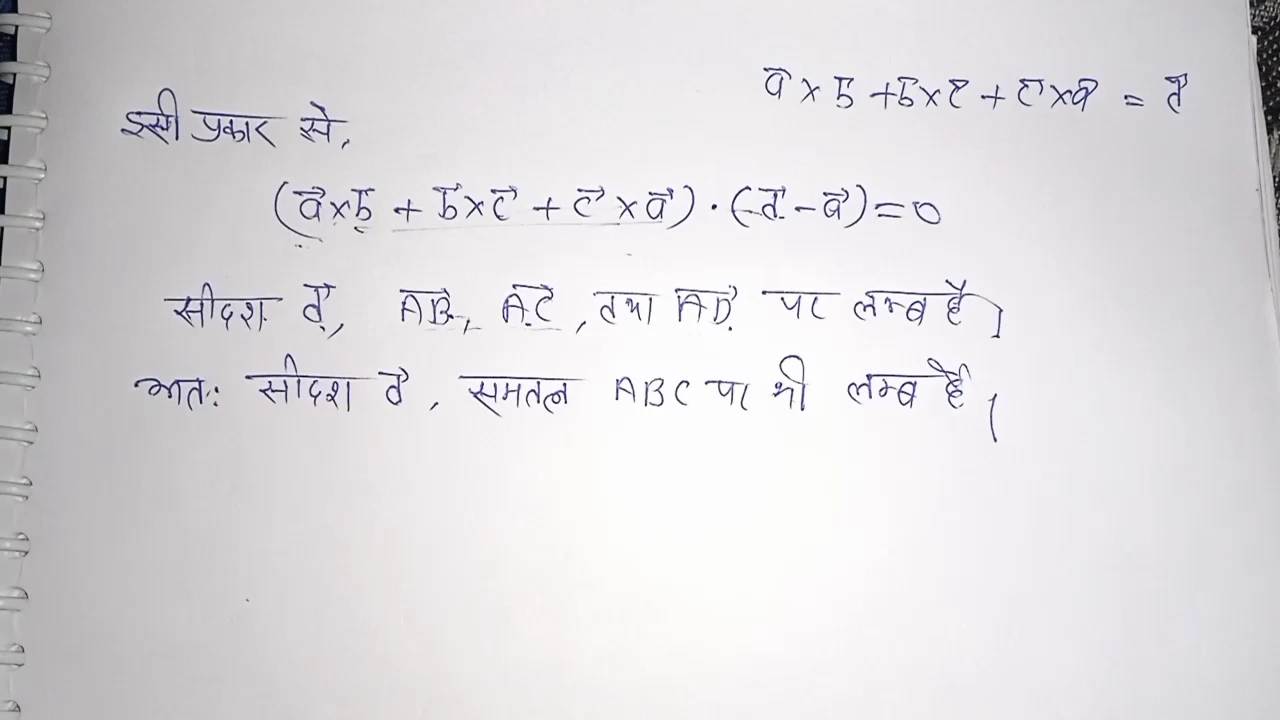 a⃗ × b⃗ + b⃗ × c⃗ + c⃗ × a⃗ = d⃗
इसी प्रकार से,
(a⃗ × b⃗ + b⃗ × c⃗ + c⃗ × a⃗) · (c⃗ − a⃗) = 0
सदिश d⃗, AB⃗, AC⃗, तथा AD⃗ पर लम्ब है।
अतः सदिश d⃗, समतल ABC पर भी लम्ब है।